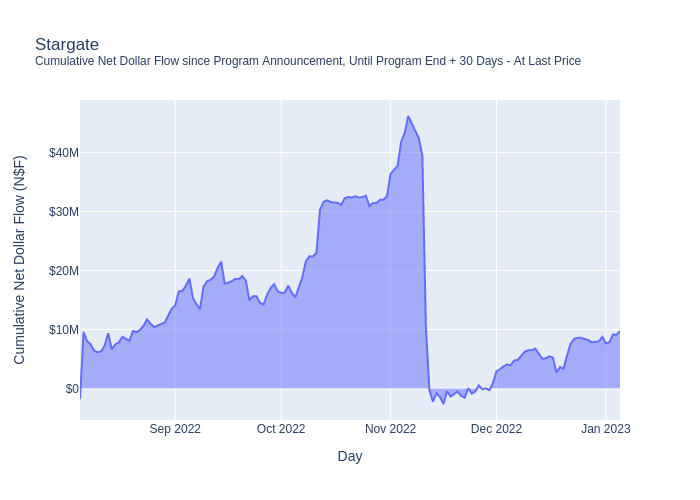 Stargate
Cumulative Net Dollar Flow since Program Announcement, Until Program End + 30 Days - At Last Price
Cumulative Net Dollar Flow (N$F)
$40M
$30M
$20M
$10M
$0
Sep 2022
Oct 2022
Nov 2022
Dec 2022
Jan 2023
Day